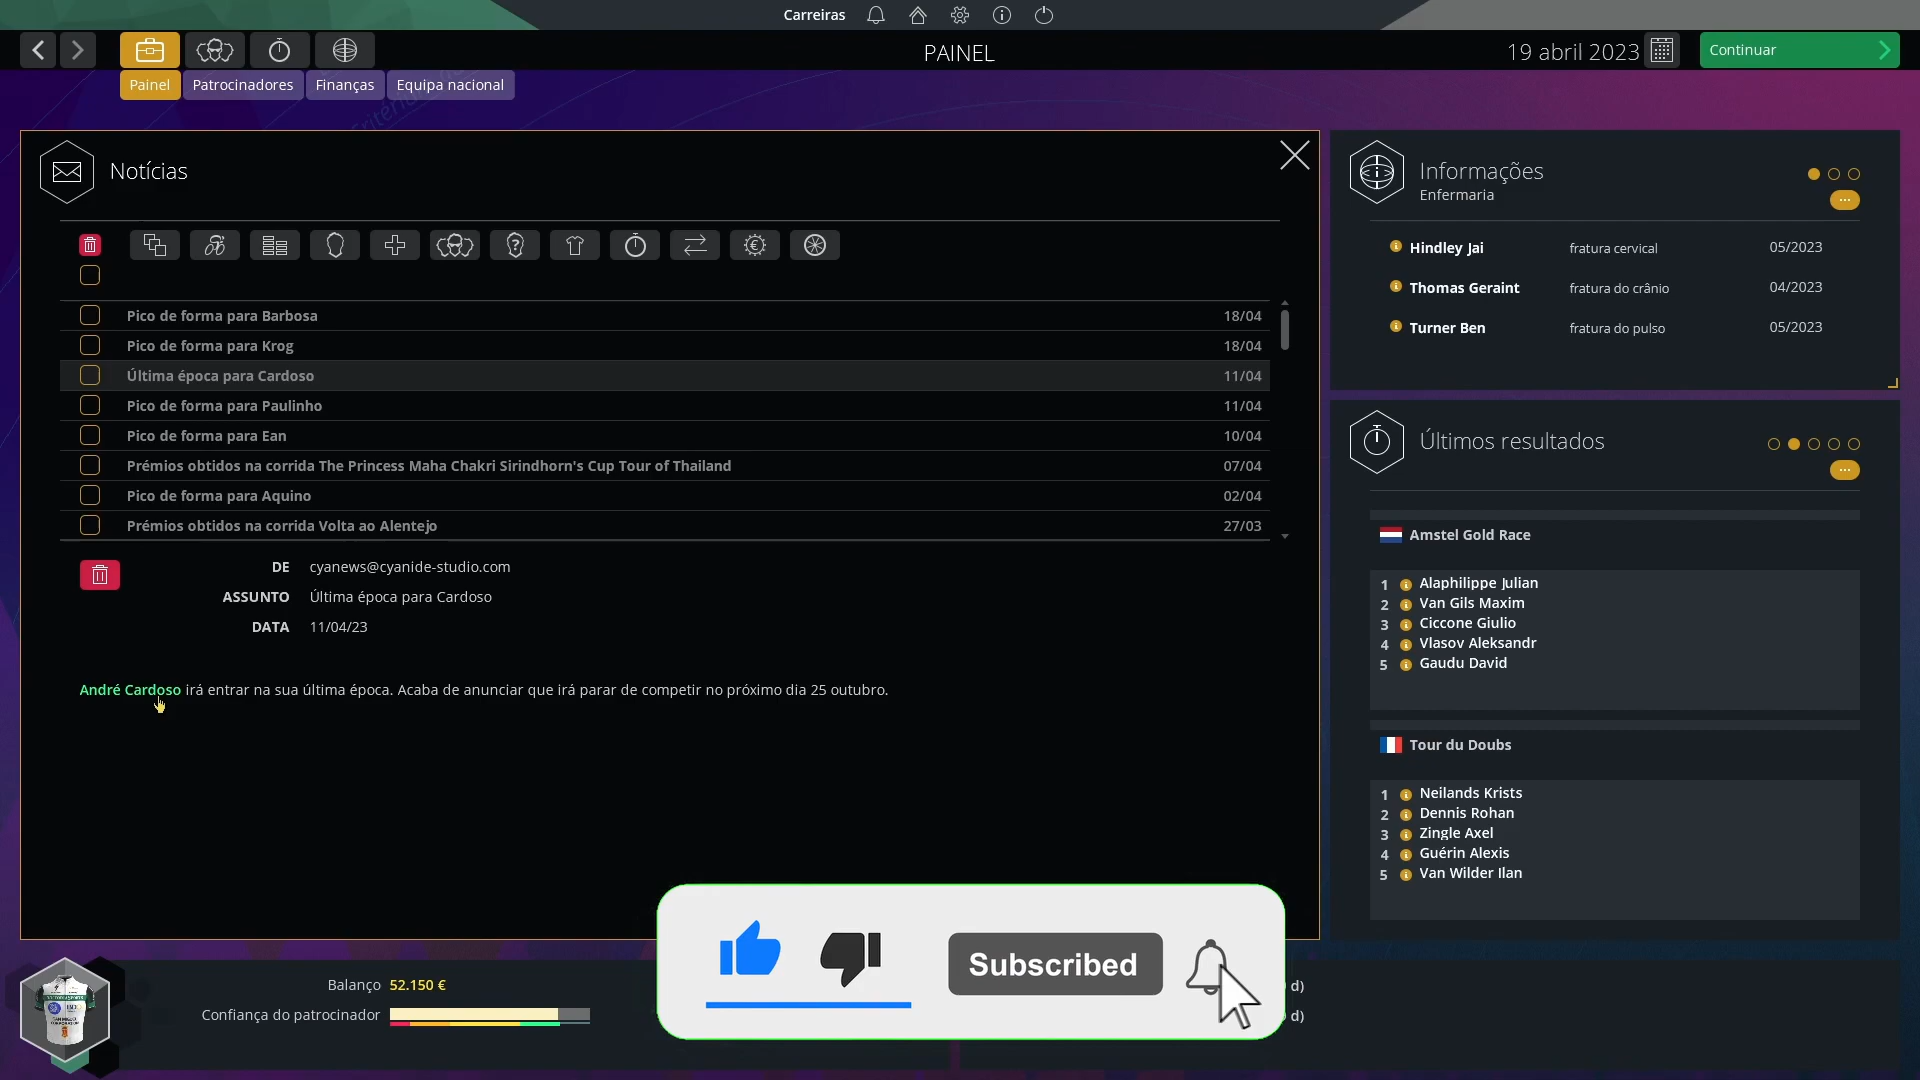 Carreiras
PAINEL
19 abril 2023
Continuar
Painel
Patrocinadores
Finanças
Equipa nacional
Notícias
Pico de forma para Barbosa 18/04
Pico de forma para Krog 18/04
Última época para Cardoso 11/04
Pico de forma para Paulinho 11/04
Pico de forma para Ean 10/04
Prémios obtidos na corrida The Princess Maha Chakri Sirindhorn's Cup Tour of Thailand 07/04
Pico de forma para Aquino 02/04
Prémios obtidos na corrida Volta ao Alentejo 27/03
DE cyanews@cyanide-studio.com
ASSUNTO Última época para Cardoso
DATA 11/04/23
André Cardoso irá entrar na sua última época. Acaba de anunciar que irá parar de competir no próximo dia 25 outubro.
Informações
Enfermaria
Hindley Jai fratura cervical 05/2023
Thomas Geraint fratura do crânio 04/2023
Turner Ben fratura do pulso 05/2023
Últimos resultados
Amstel Gold Race
1 Alaphilippe Julian
2 Van Gils Maxim
3 Ciccone Giulio
4 Vlasov Aleksandr
5 Gaudu David
Tour du Doubs
1 Neilands Krists
2 Dennis Rohan
3 Zingle Axel
4 Guérin Alexis
5 Van Wilder Ilan
Balanço 52.150 €
Confiança do patrocinador
Subscribed
d)
d)